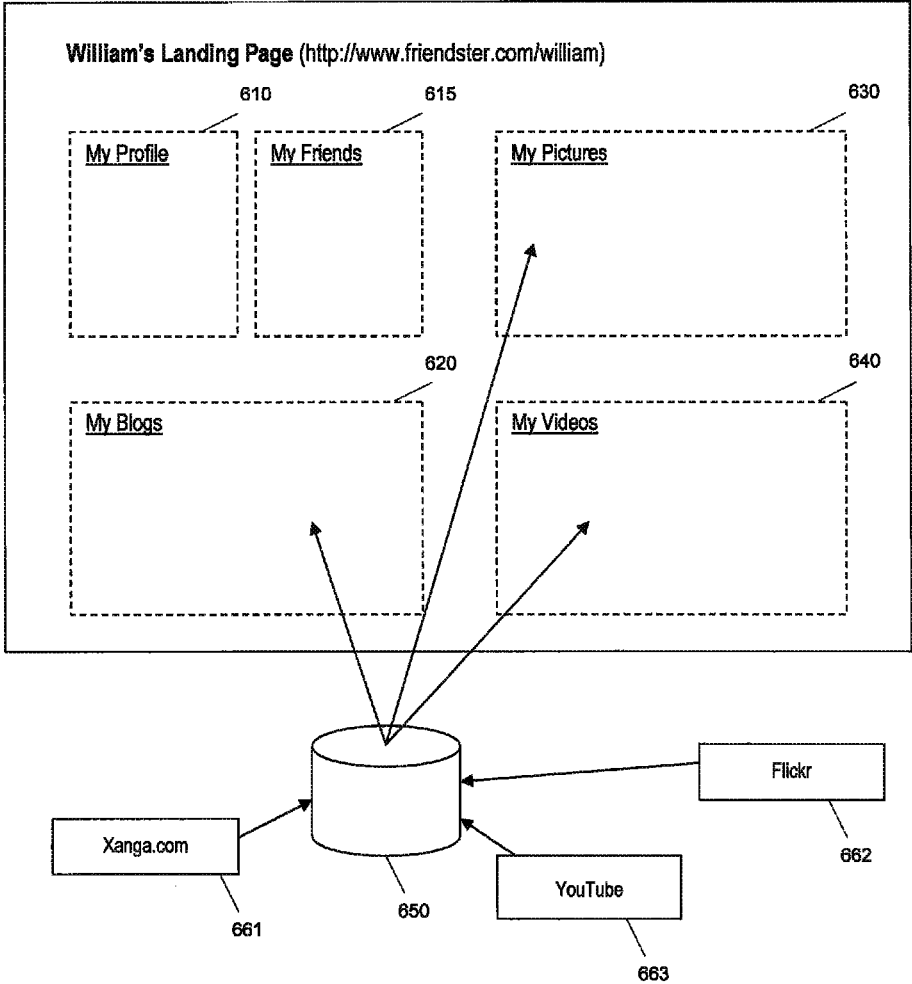 William's Landing Page (http://www.friendster.com/william)
610
615
630
My Profile
My Friends
My Pictures
620
640
My Blogs
My Videos
Flickr
Xanga.com
662
YouTube
650
661
663